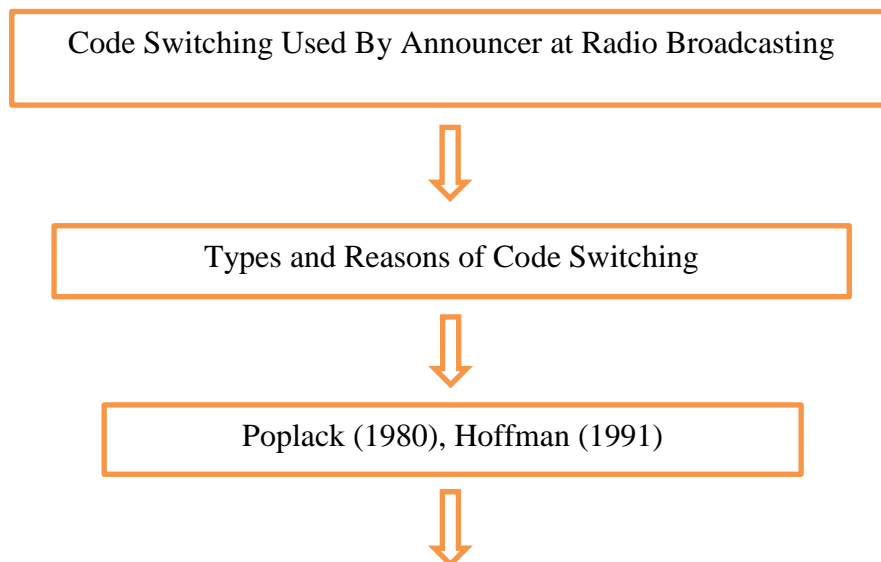 Code Switching Used By Announcer at Radio Broadcasting
Types and Reasons of Code Switching
Poplack (1980), Hoffman (1991)